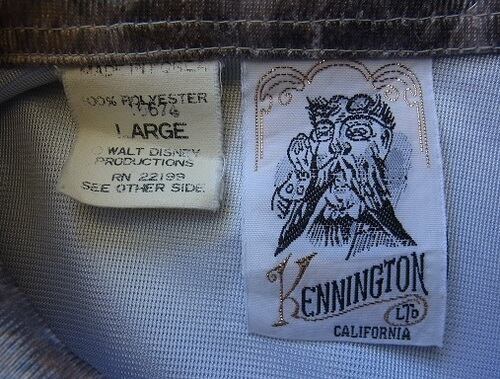 100% POLYESTER
LARGE
© WALT DISNEY
PRODUCTIONS
RN 22199
SEE OTHER SIDE
KENNINGTON
LTD
CALIFORNIA